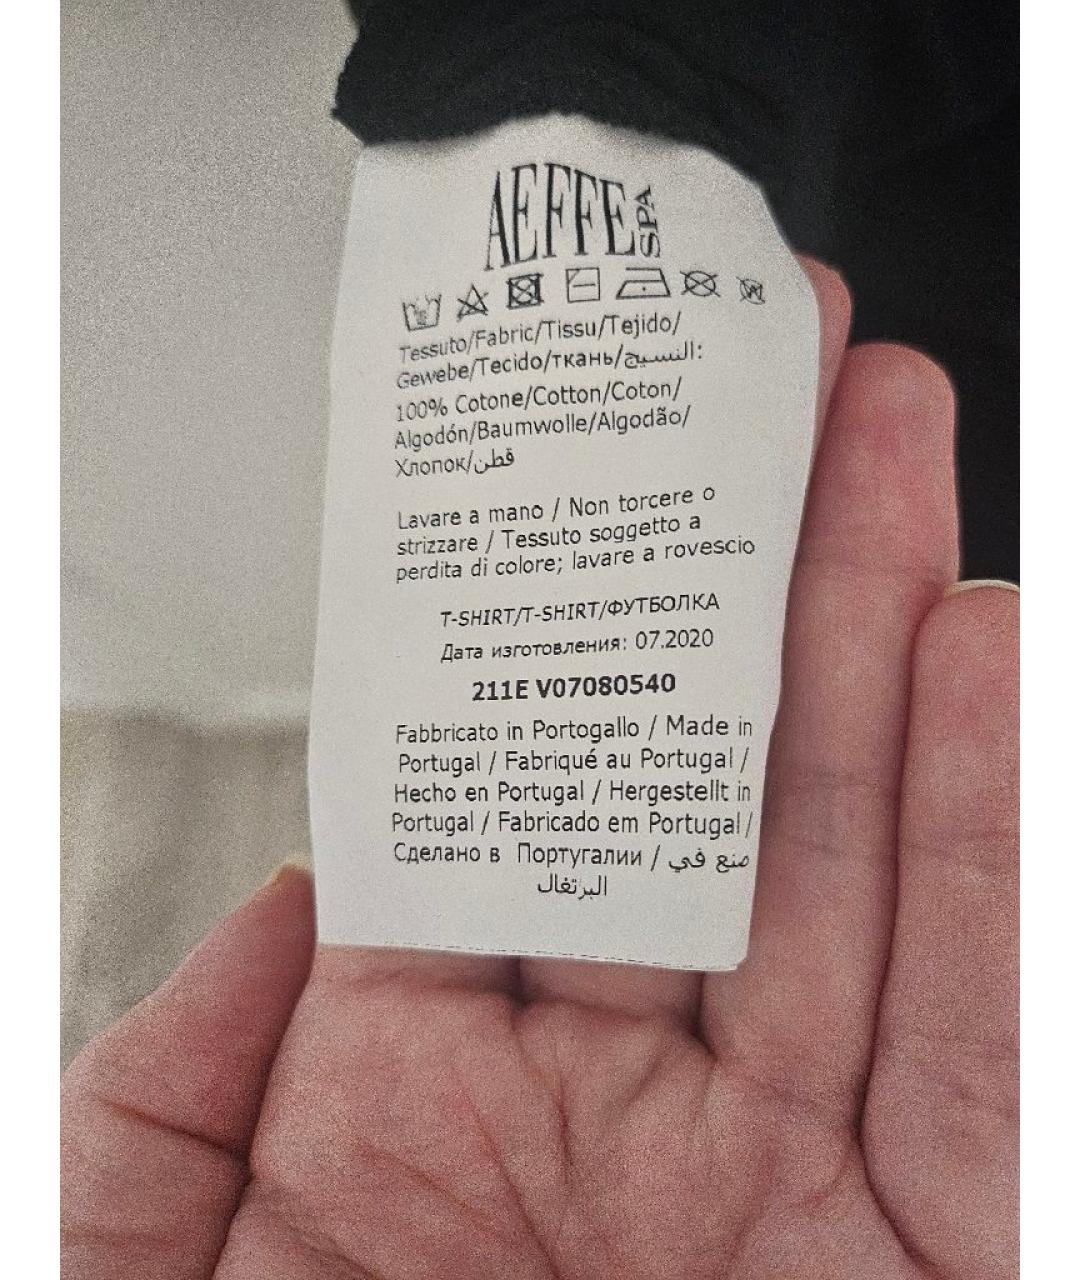 AEFFE SPA
Tessuto/Fabric/Tissu/Tejido/
Gewebe/Tecido/ткань/النسيج:
100% Cotone/Cotton/Coton/
Algodón/Baumwolle/Algodão/
Хлопок/قطن
Lavare a mano / Non torcere o
strizzare / Tessuto soggetto a
perdita di colore; lavare a rovescio
T-SHIRT/T-SHIRT/ФУТБОЛКА
Дата изготовления: 07.2020
211E V07080540
Fabbricato in Portogallo / Made in
Portugal / Fabriqué au Portugal /
Hecho en Portugal / Hergestellt in
Portugal / Fabricado em Portugal/
Сделано в Португалии / صنع في
البرتغال